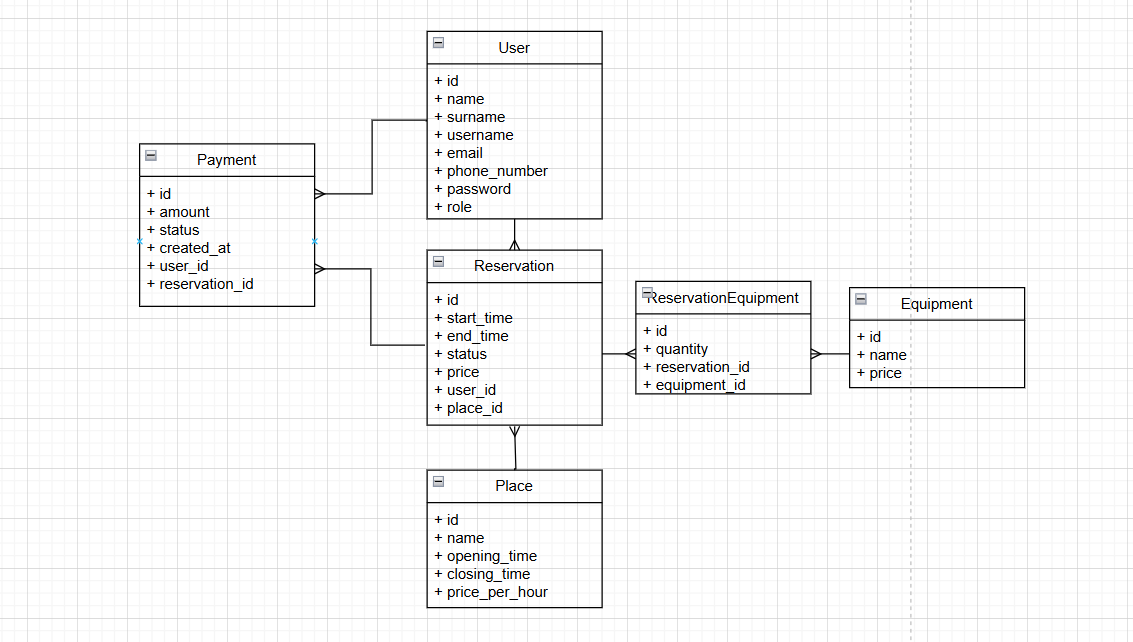 User
+ id
+ name
+ surname
+ username
+ email
+ phone_number
+ password
+ role
Payment
+ id
+ amount
+ status
+ created_at
+ user_id
+ reservation_id
Reservation
+ id
+ start_time
+ end_time
+ status
+ price
+ user_id
+ place_id
ReservationEquipment
+ id
+ quantity
+ reservation_id
+ equipment_id
Equipment
+ id
+ name
+ price
Place
+ id
+ name
+ opening_time
+ closing_time
+ price_per_hour